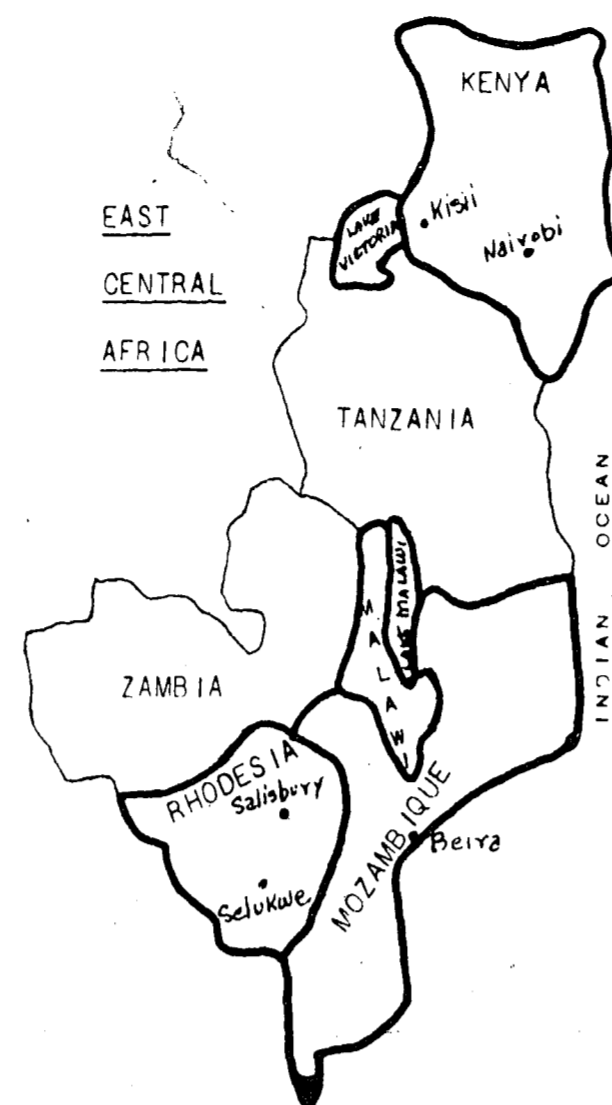 KENYA
EAST
CENTRAL
AFRICA
LAKE
VICTORIA
Kisii
Nairobi
TANZANIA
INDIAN OCEAN
LAKE MALAWI
MALAWI
ZAMBIA
RHODESIA
Salisbury
Selukwe
MOZAMBIQUE
Beira